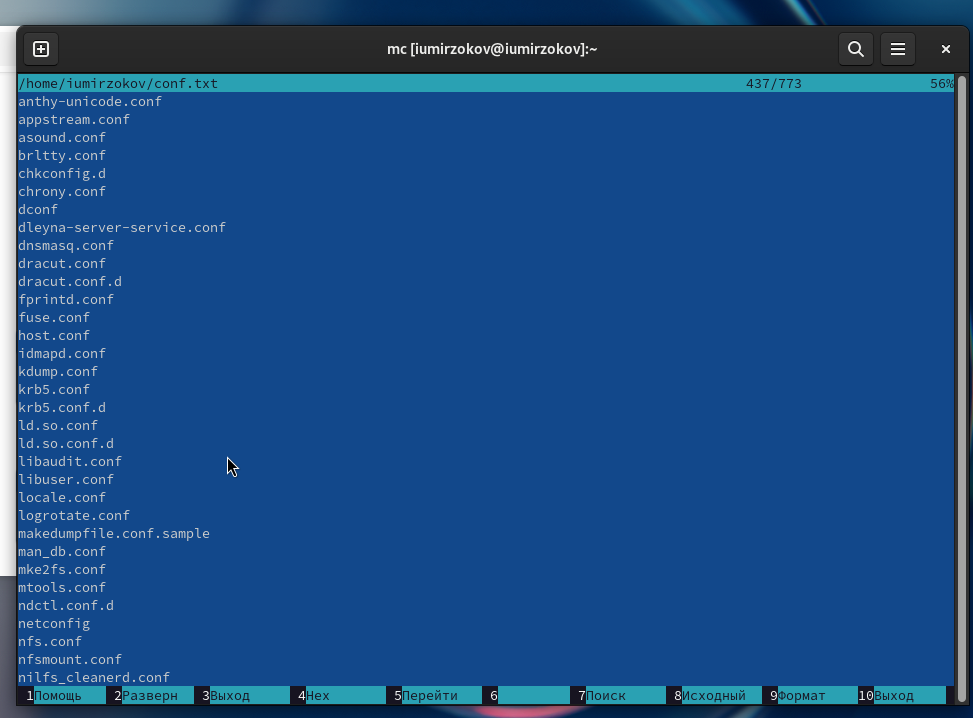 mc [iumirzokov@iumirzokov]:~
/home/iumirzokov/conf.txt 437/773 56%
anthy-unicode.conf
appstream.conf
asound.conf
brltty.conf
chkconfig.d
chrony.conf
dconf
dleyna-server-service.conf
dnsmasq.conf
dracut.conf
dracut.conf.d
fprintd.conf
fuse.conf
host.conf
idmapd.conf
kdump.conf
krb5.conf
krb5.conf.d
ld.so.conf
ld.so.conf.d
libaudit.conf
libuser.conf
locale.conf
logrotate.conf
makedumpfile.conf.sample
man_db.conf
mke2fs.conf
mtools.conf
ndctl.conf.d
netconfig
nfs.conf
nfsmount.conf
nilfs_cleanerd.conf
1Помощь 2Разверн 3Выход 4Hex 5Перейти 6 7Поиск 8Исходный 9Формат 10Выход